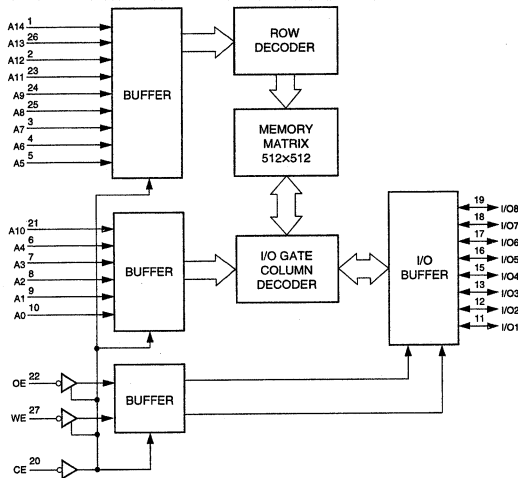 A14 1
A13 26
A12 2
A11 23
A9 24
A8 25
A7 3
A6 4
A5 5
BUFFER
ROW
DECODER
MEMORY
MATRIX
512×512
A10 21
A4 6
A3 7
A2 8
A1 9
A0 10
BUFFER
I/O GATE
COLUMN
DECODER
I/O
BUFFER
19 I/O8
18 I/O7
17 I/O6
16 I/O5
15 I/O4
13 I/O3
12 I/O2
11 I/O1
OE 22
WE 27
CE 20
BUFFER